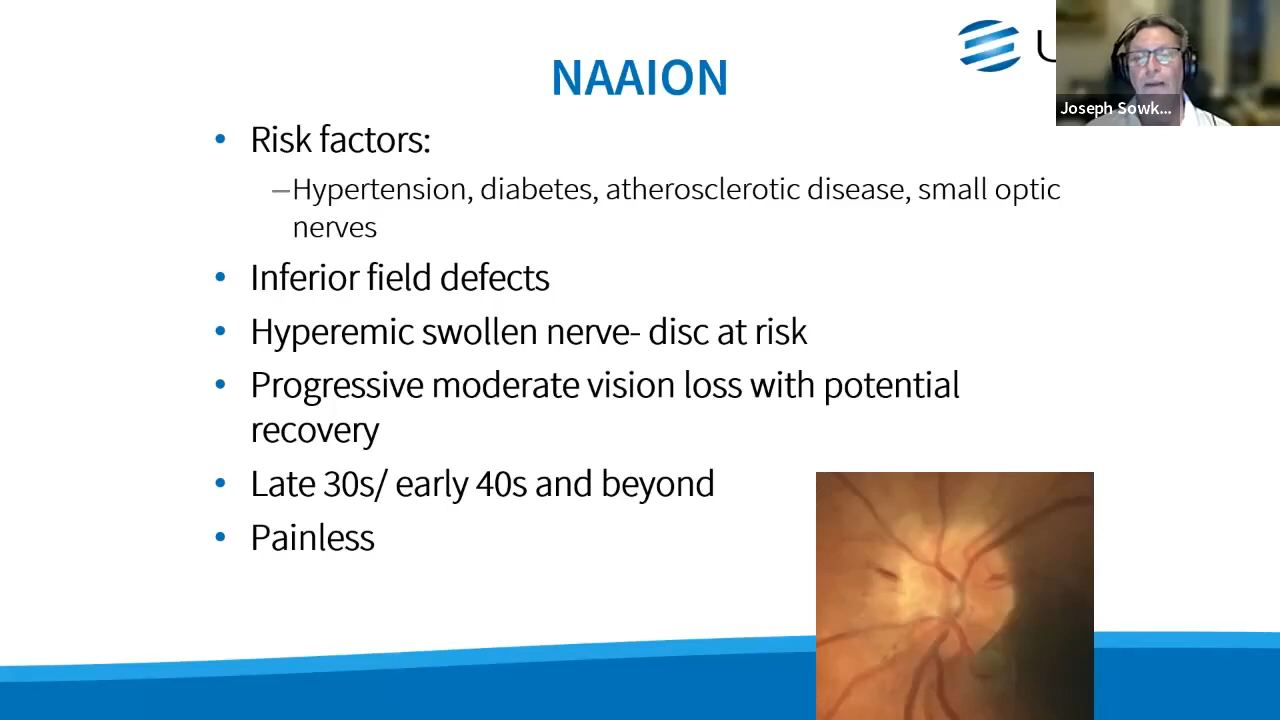 NAAION
Joseph Sowk...
• Risk factors:
–Hypertension, diabetes, atherosclerotic disease, small optic
nerves
• Inferior field defects
• Hyperemic swollen nerve- disc at risk
• Progressive moderate vision loss with potential
recovery
• Late 30s/ early 40s and beyond
• Painless